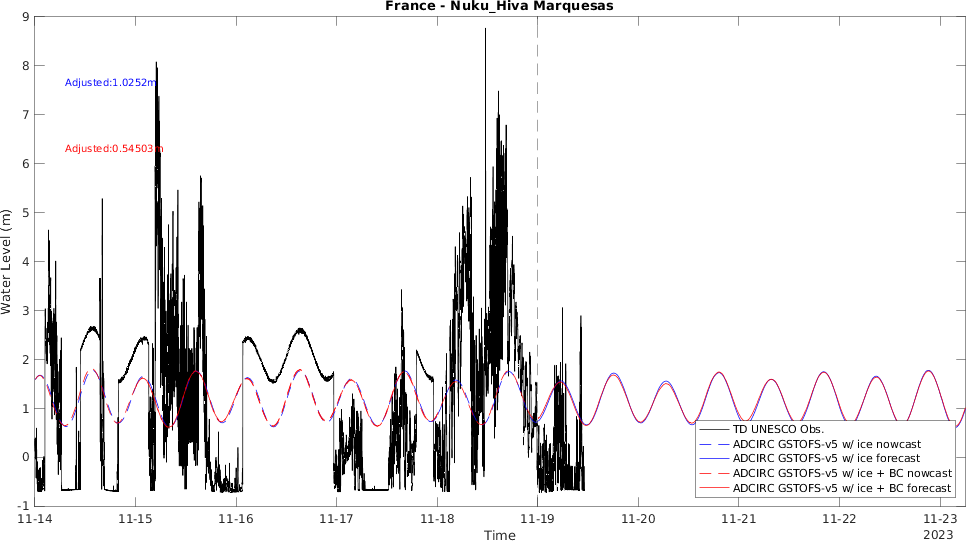 France - Nuku_Hiva Marquesas
9
8
7
6
5
4
3
2
1
0
-1
Water Level (m)
Adjusted:1.0252m
Adjusted:0.54503m
TD UNESCO Obs.
ADCIRC GSTOFS-v5 w/ ice nowcast
ADCIRC GSTOFS-v5 w/ ice forecast
ADCIRC GSTOFS-v5 w/ ice + BC nowcast
ADCIRC GSTOFS-v5 w/ ice + BC forecast
11-14 11-15 11-16 11-17 11-18 11-19 11-20 11-21 11-22 11-23
Time
2023